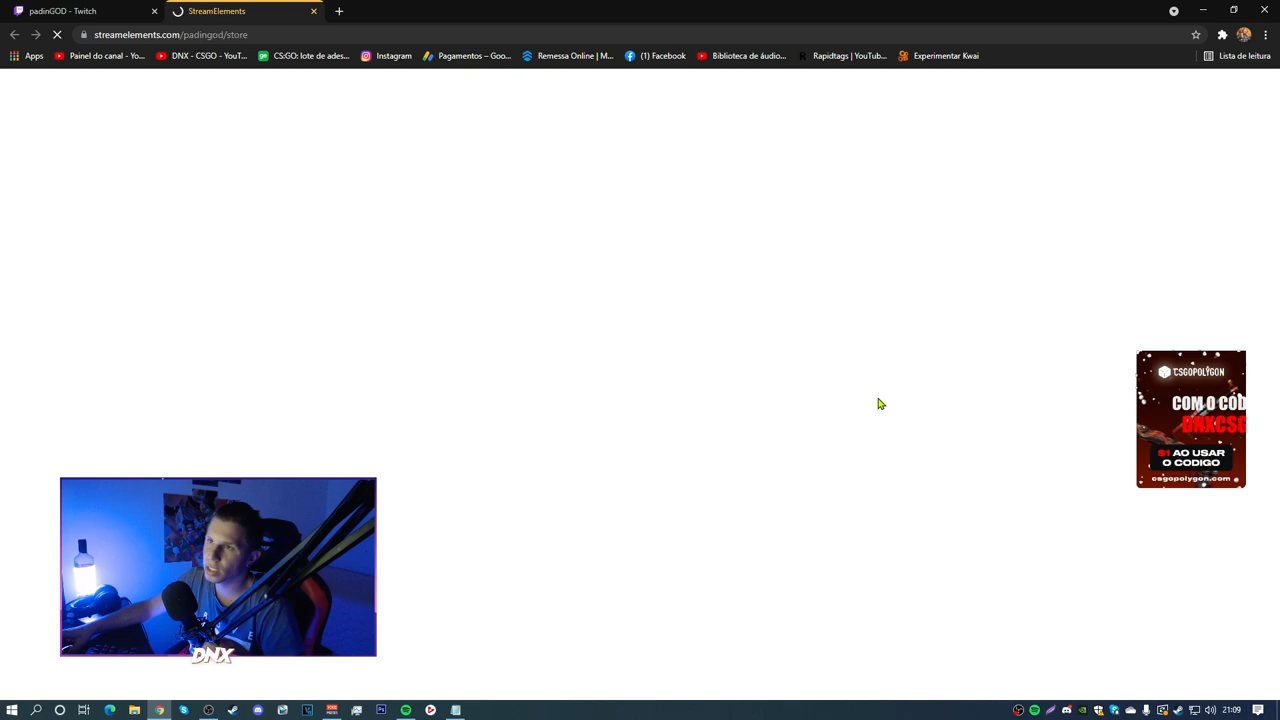 padinGOD - Twitch
StreamElements
streamelements.com/padingod/store
Apps
Painel do canal - Yo...
DNX - CSGO - YouT...
CS:GO: lote de ades...
Instagram
Pagamentos – Goo...
Remessa Online | M...
(1) Facebook
Biblioteca de áudio...
Rapidtags | YouTub...
Experimentar Kwai
Lista de leitura
CSGOPOLYGON
COM O COD
DNXCSG
$1 AO USAR
O CODIGO
csgopolygon.com
DNX
21:09